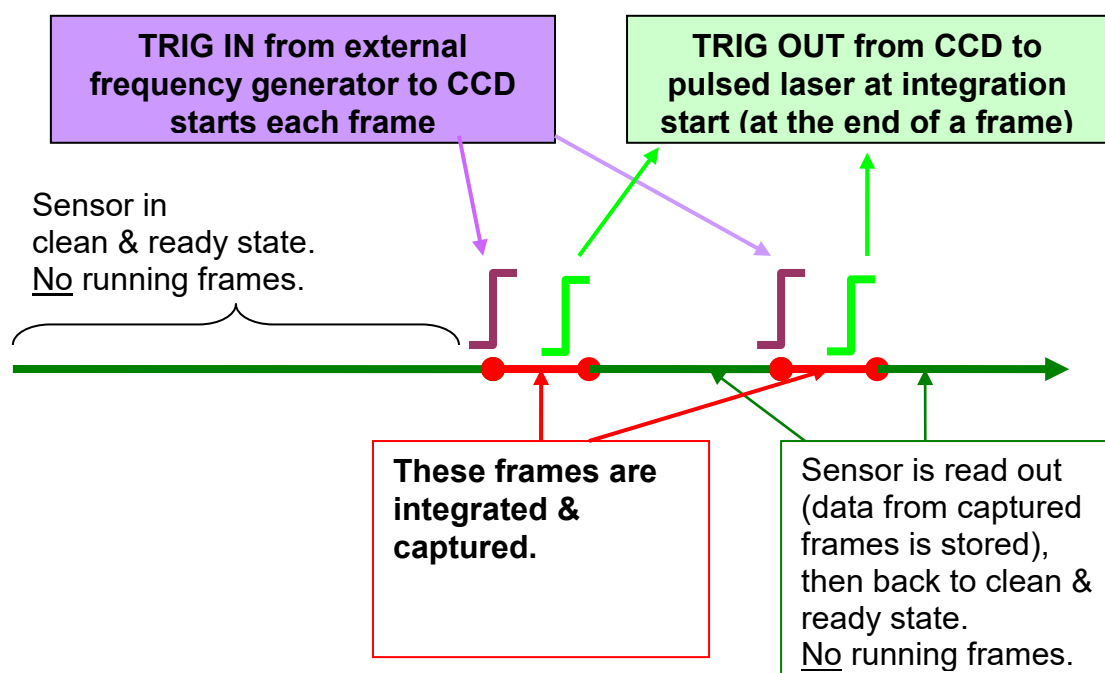 TRIG IN from external
frequency generator to CCD
starts each frame
TRIG OUT from CCD to
pulsed laser at integration
start (at the end of a frame)
Sensor in
clean & ready state.
No running frames.
These frames are
integrated &
captured.
Sensor is read out
(data from captured
frames is stored),
then back to clean &
ready state.
No running frames.